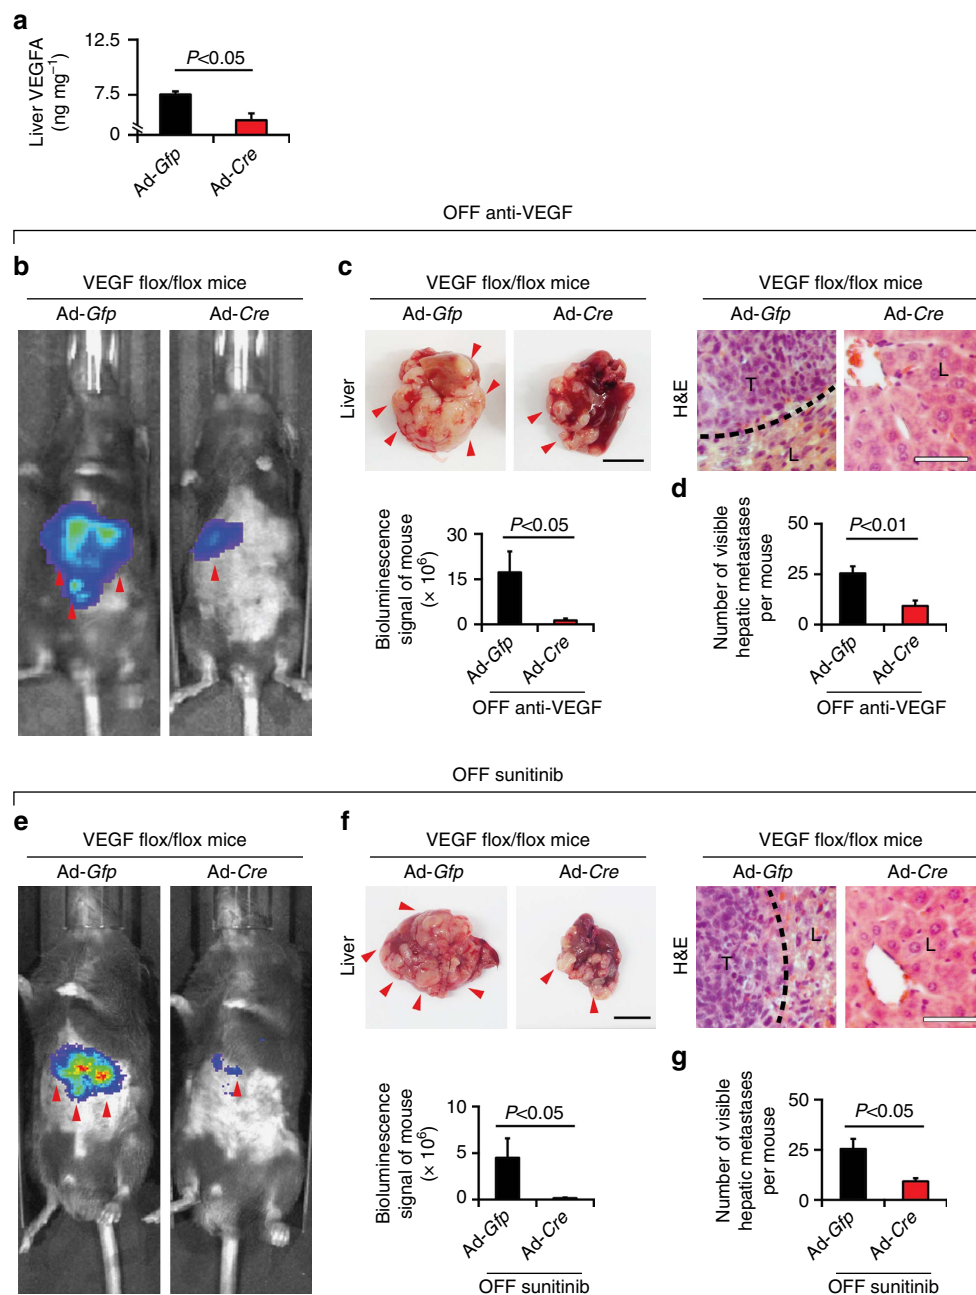 a
Liver VEGFA
(ng mg⁻¹)
12.5
7.5
0
P<0.05
Ad-Gfp
Ad-Cre
OFF anti-VEGF
b
VEGF flox/flox mice
Ad-Gfp
Ad-Cre
c
VEGF flox/flox mice
Ad-Gfp
Ad-Cre
Liver
VEGF flox/flox mice
Ad-Gfp
Ad-Cre
H&E
T
L
L
Bioluminescence
signal of mouse
(× 10⁶)
30
15
0
P<0.05
Ad-Gfp
Ad-Cre
OFF anti-VEGF
d
Number of visible
hepatic metastases
per mouse
50
25
0
P<0.01
Ad-Gfp
Ad-Cre
OFF anti-VEGF
OFF sunitinib
e
VEGF flox/flox mice
Ad-Gfp
Ad-Cre
f
VEGF flox/flox mice
Ad-Gfp
Ad-Cre
Liver
VEGF flox/flox mice
Ad-Gfp
Ad-Cre
H&E
T
L
L
Bioluminescence
signal of mouse
(× 10⁶)
10
5
0
P<0.05
Ad-Gfp
Ad-Cre
OFF sunitinib
g
Number of visible
hepatic metastases
per mouse
50
25
0
P<0.05
Ad-Gfp
Ad-Cre
OFF sunitinib